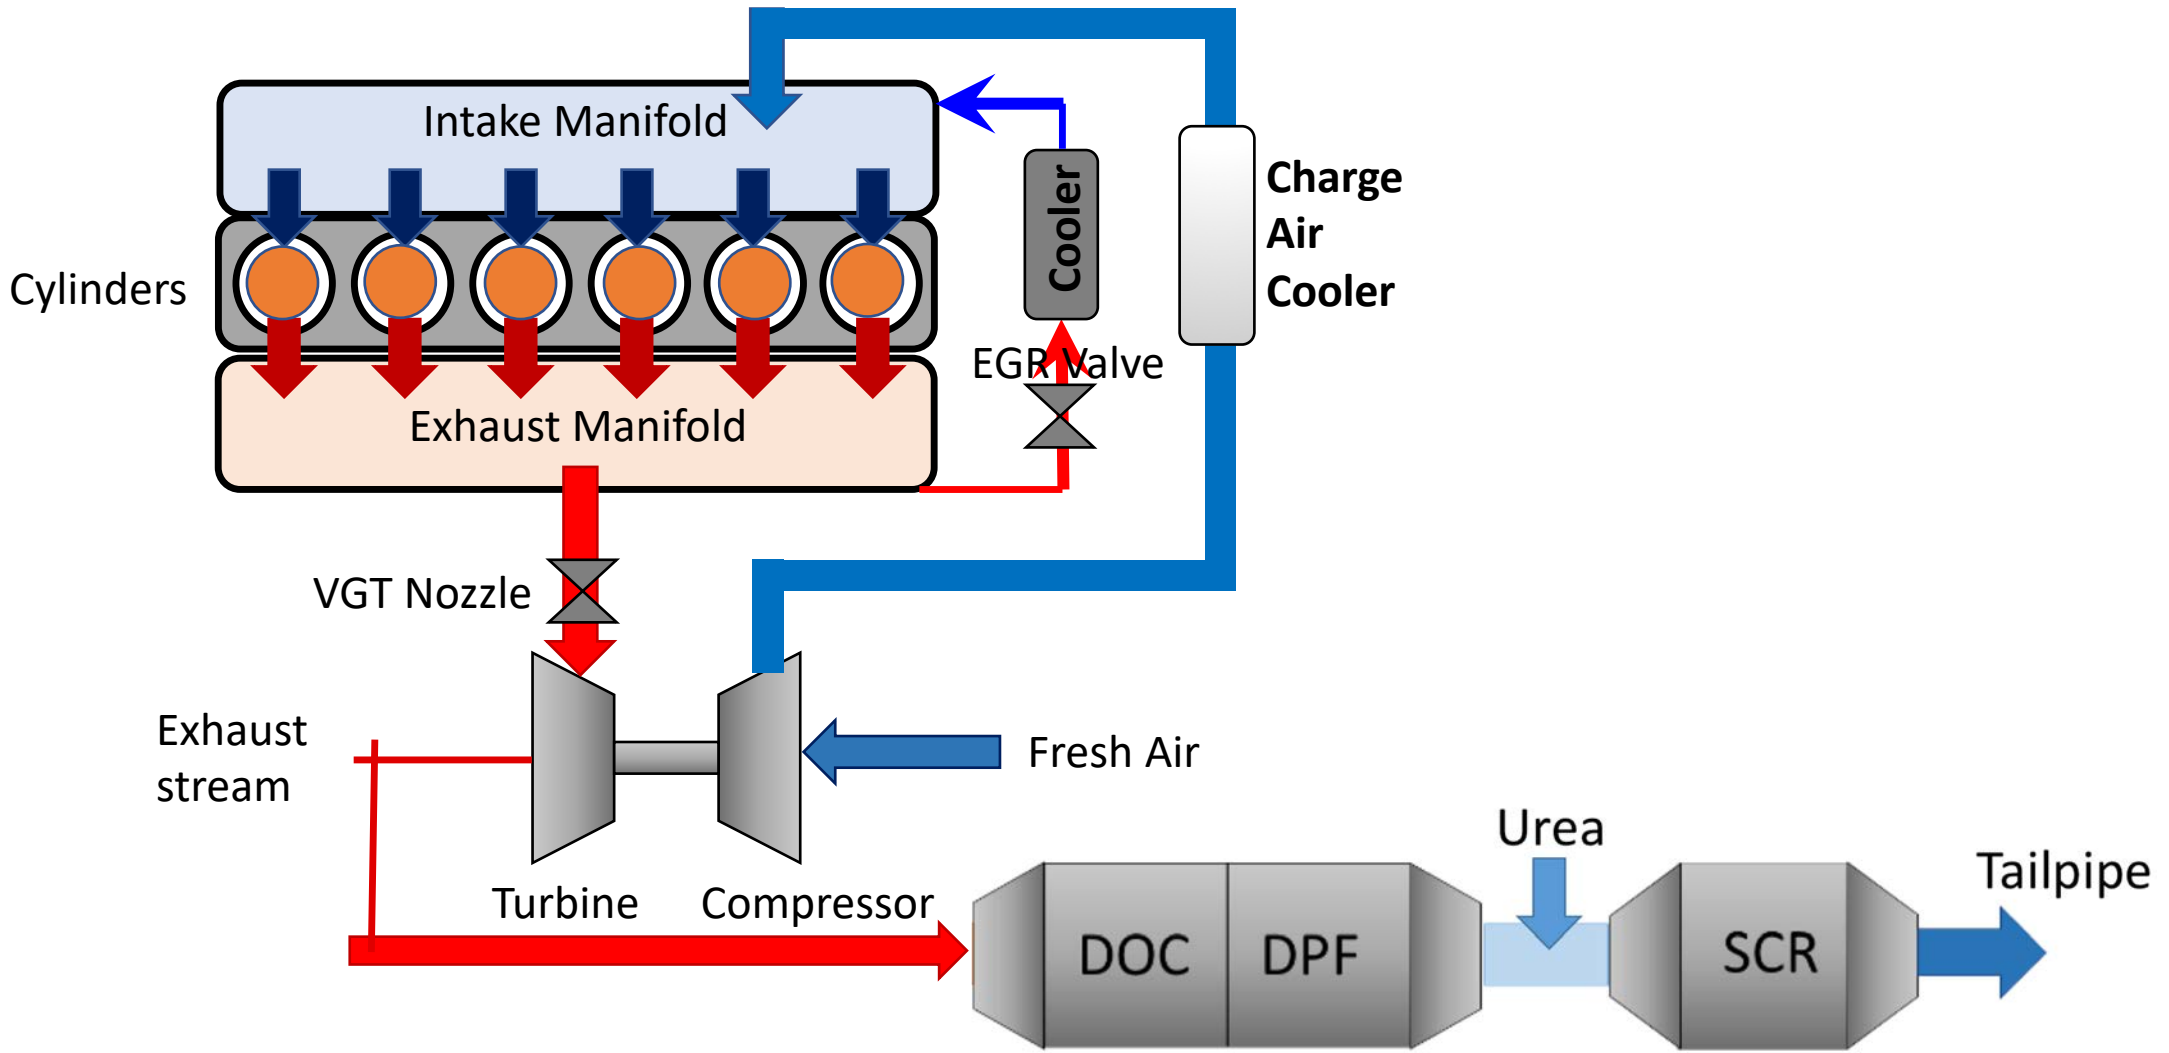 Intake Manifold
Cooler
Charge
Air
Cooler
Cylinders
EGR Valve
Exhaust Manifold
VGT Nozzle
Exhaust
stream
Fresh Air
Turbine
Compressor
Urea
Tailpipe
DOC
DPF
SCR